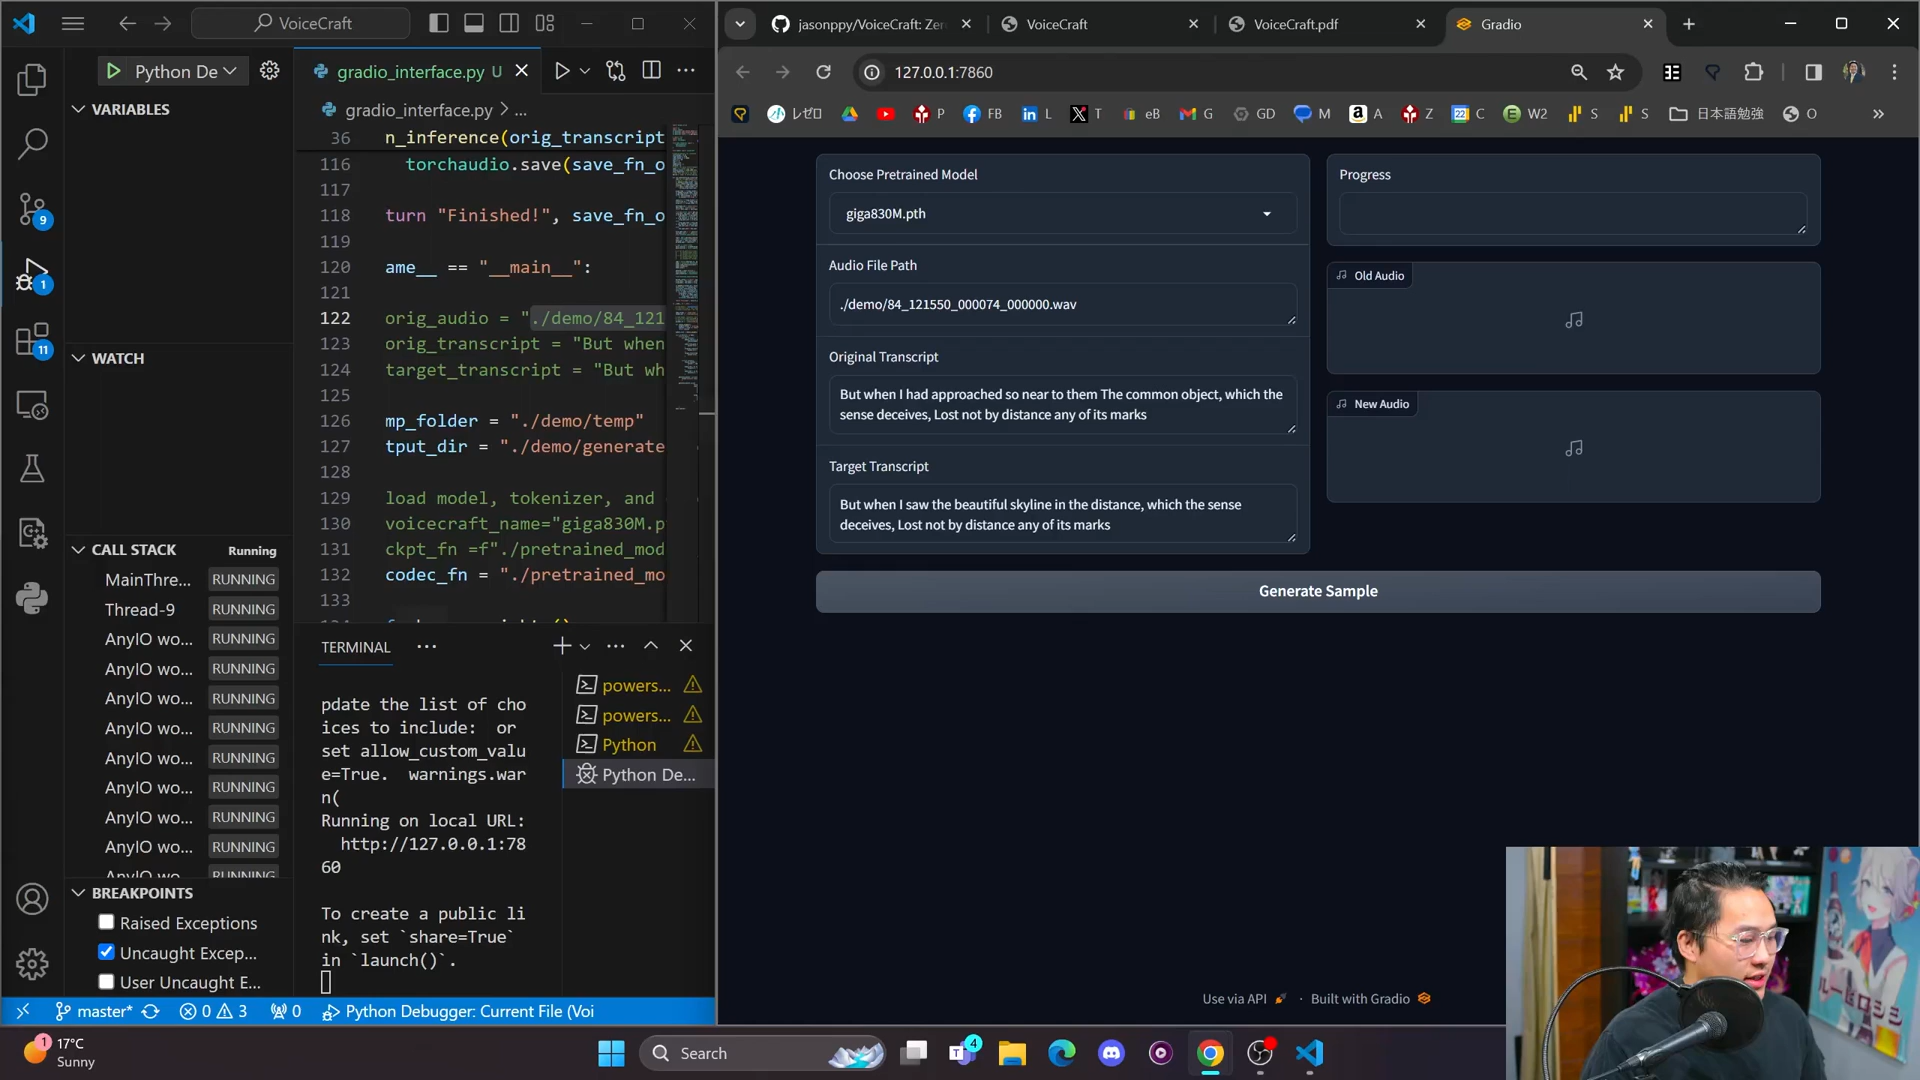 VoiceCraft
Python De
VARIABLES
WATCH
CALL STACK
Running
MainThre... RUNNING
Thread-9 RUNNING
AnyIO wo... RUNNING
AnyIO wo... RUNNING
AnyIO wo... RUNNING
AnyIO wo... RUNNING
AnyIO wo... RUNNING
AnyIO wo... RUNNING
AnyIO wo... RUNNING
AnyIO wo... RUNNING
AnyIO wo... RUNNING
BREAKPOINTS
Raised Exceptions
Uncaught Excep...
User Uncaught E...
9
1
11
gradio_interface.py U
gradio_interface.py > ...
36 n_inference(orig_transcript
116 torchaudio.save(save_fn_o
117
118 turn "Finished!", save_fn_o
119
120 ame__ == "__main__":
121
122 orig_audio = "./demo/84_121
123 orig_transcript = "But when
124 target_transcript = "But wh
125
126 mp_folder = "./demo/temp"
127 tput_dir = "./demo/generate
128
129 load model, tokenizer, and
130 voicecraft_name="giga830M.p
131 ckpt_fn =f"./pretrained_mod
132 codec_fn = "./pretrained_mo
133
TERMINAL
pdate the list of cho
ices to include:  or
set allow_custom_valu
e=True.  warnings.war
n(
Running on local URL:
http://127.0.0.1:78
60
To create a public li
nk, set `share=True`
in `launch()`.
powers...
powers...
Python
Python De...
master*
0 3
0
Python Debugger: Current File (Voi
jasonppy/VoiceCraft: Zer
VoiceCraft
VoiceCraft.pdf
Gradio
127.0.0.1:7860
レゼロ
P
FB
L
T
eB
G
GD
M
A
Z
22 C
W2
S
S
日本語勉強
O
Choose Pretrained Model
giga830M.pth
Audio File Path
./demo/84_121550_000074_000000.wav
Original Transcript
But when I had approached so near to them The common object, which the
sense deceives, Lost not by distance any of its marks
Target Transcript
But when I saw the beautiful skyline in the distance, which the sense
deceives, Lost not by distance any of its marks
Progress
Old Audio
New Audio
Generate Sample
Use via API · Built with Gradio
1
17°C
Sunny
Search
4